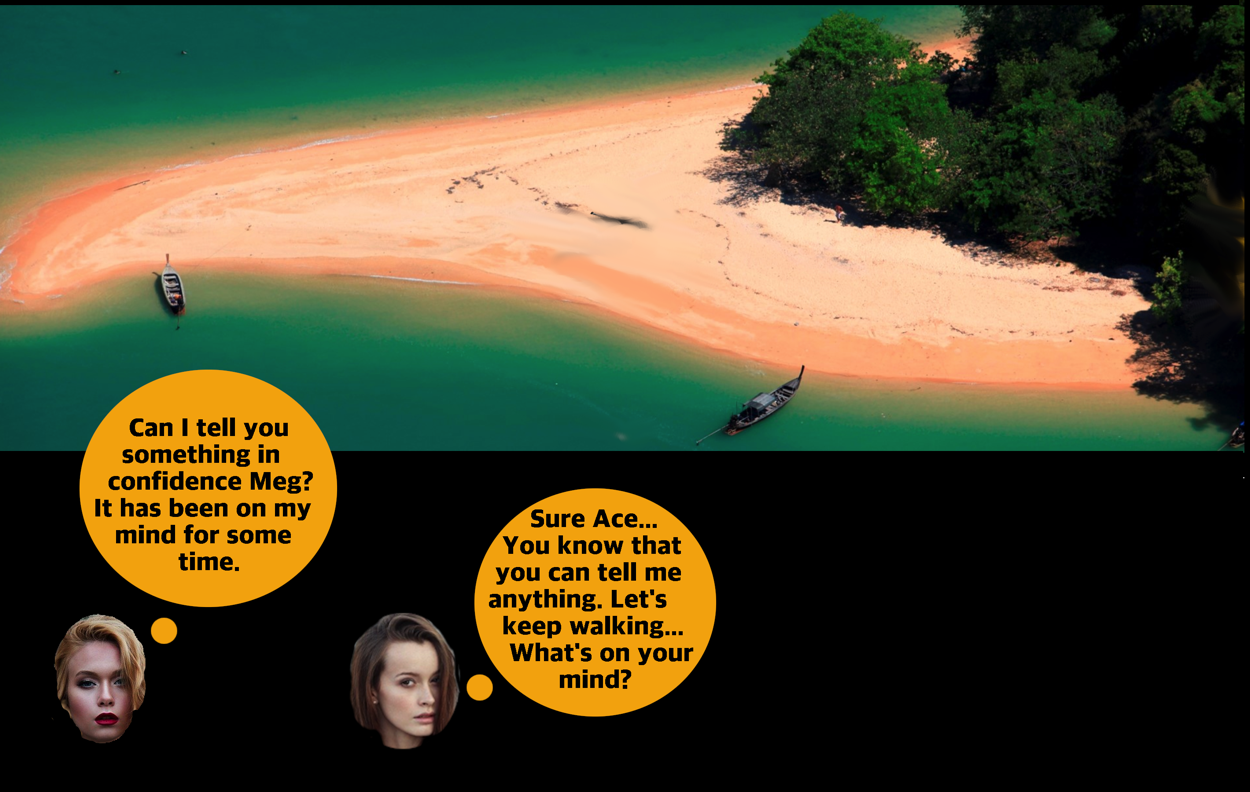 Can I tell you
something in
confidence Meg?
It has been on my
mind for some
time.
Sure Ace...
You know that
you can tell me
anything. Let's
keep walking...
What's on your
mind?